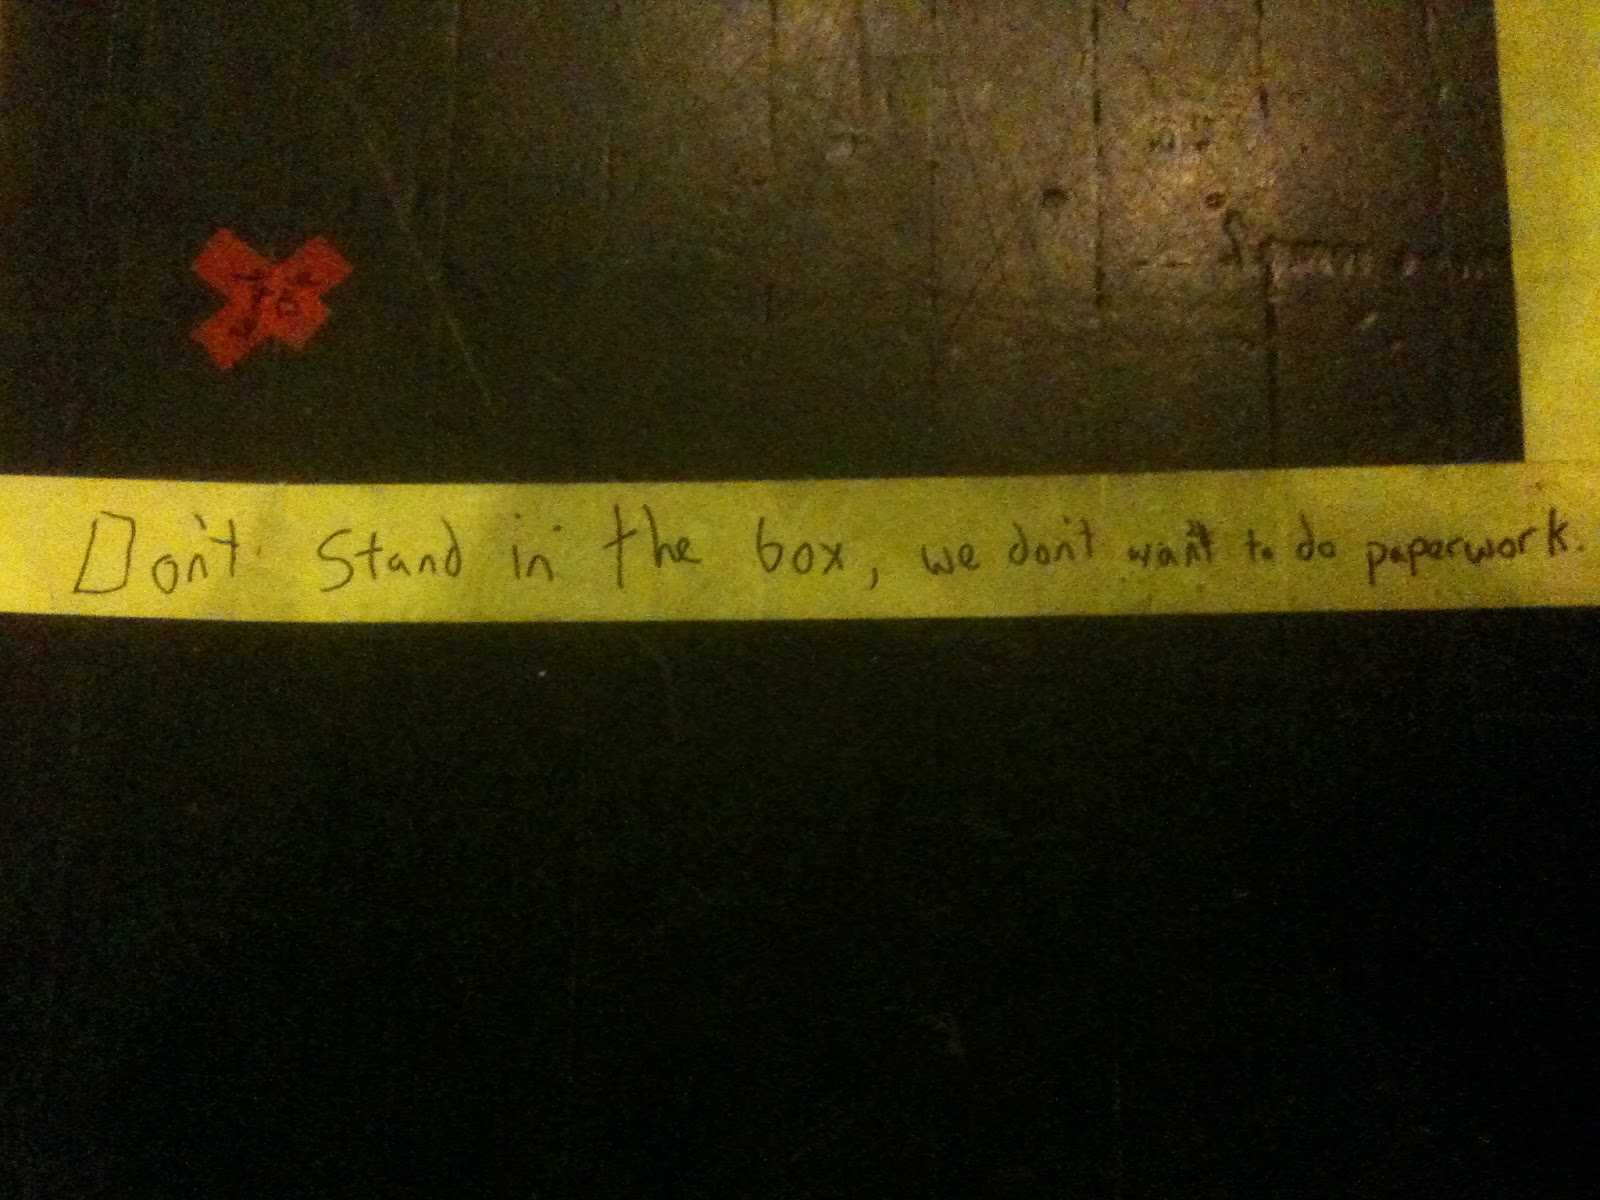 Don't Stand in the box, we don't want to do paperwork.